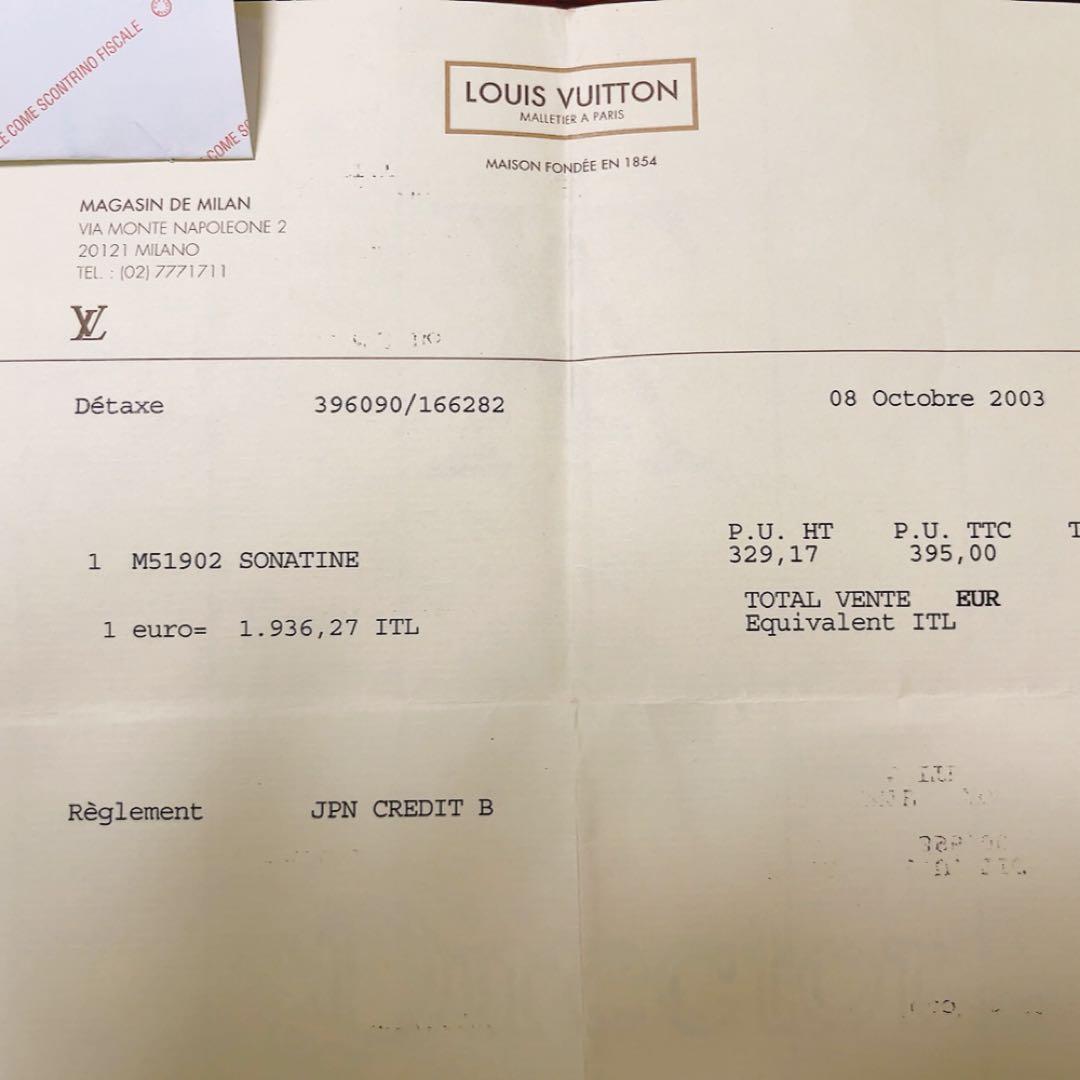 E COME SCONTRINO FISCALE
COME S
LOUIS VUITTON
MALLETIER A PARIS
MAISON FONDÉE EN 1854
MAGASIN DE MILAN
VIA MONTE NAPOLEONE 2
20121 MILANO
TEL. : (02) 7771711
LV
Détaxe 396090/166282 08 Octobre 2003
P.U. HT P.U. TTC T
1 M51902 SONATINE 329,17 395,00
TOTAL VENTE EUR
1 euro= 1.936,27 ITL Equivalent ITL
Règlement JPN CREDIT B